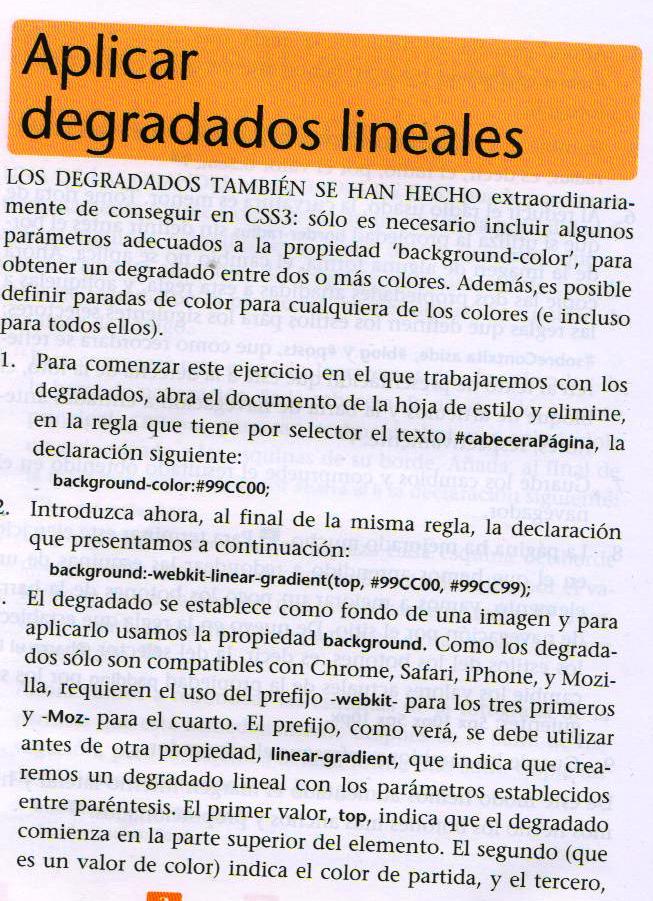 Aplicar
degradados lineales
LOS DEGRADADOS TAMBIÉN SE HAN HECHO extraordinaria-
mente de conseguir en CSS3: sólo es necesario incluir algunos
parámetros adecuados a la propiedad ‘background-color’, para
obtener un degradado entre dos o más colores. Además,es posible
definir paradas de color para cualquiera de los colores (e incluso
para todos ellos).
1. Para comenzar este ejercicio en el que trabajaremos con los
degradados, abra el documento de la hoja de estilo y elimine,
en la regla que tiene por selector el texto #cabeceraPágina, la
declaración siguiente:
background-color:#99CC00;
2. Introduzca ahora, al final de la misma regla, la declaración
que presentamos a continuación:
background:-webkit-linear-gradient(top, #99CC00, #99CC99);
. El degradado se establece como fondo de una imagen y para
aplicarlo usamos la propiedad background. Como los degrada-
dos sólo son compatibles con Chrome, Safari, iPhone, y Mozi-
lla, requieren el uso del prefijo -webkit- para los tres primeros
y -Moz- para el cuarto. El prefijo, como verá, se debe utilizar
antes de otra propiedad, linear-gradient, que indica que crea-
remos un degradado lineal con los parámetros establecidos
entre paréntesis. El primer valor, top, indica que el degradado
comienza en la parte superior del elemento. El segundo (que
es un valor de color) indica el color de partida, y el tercero,